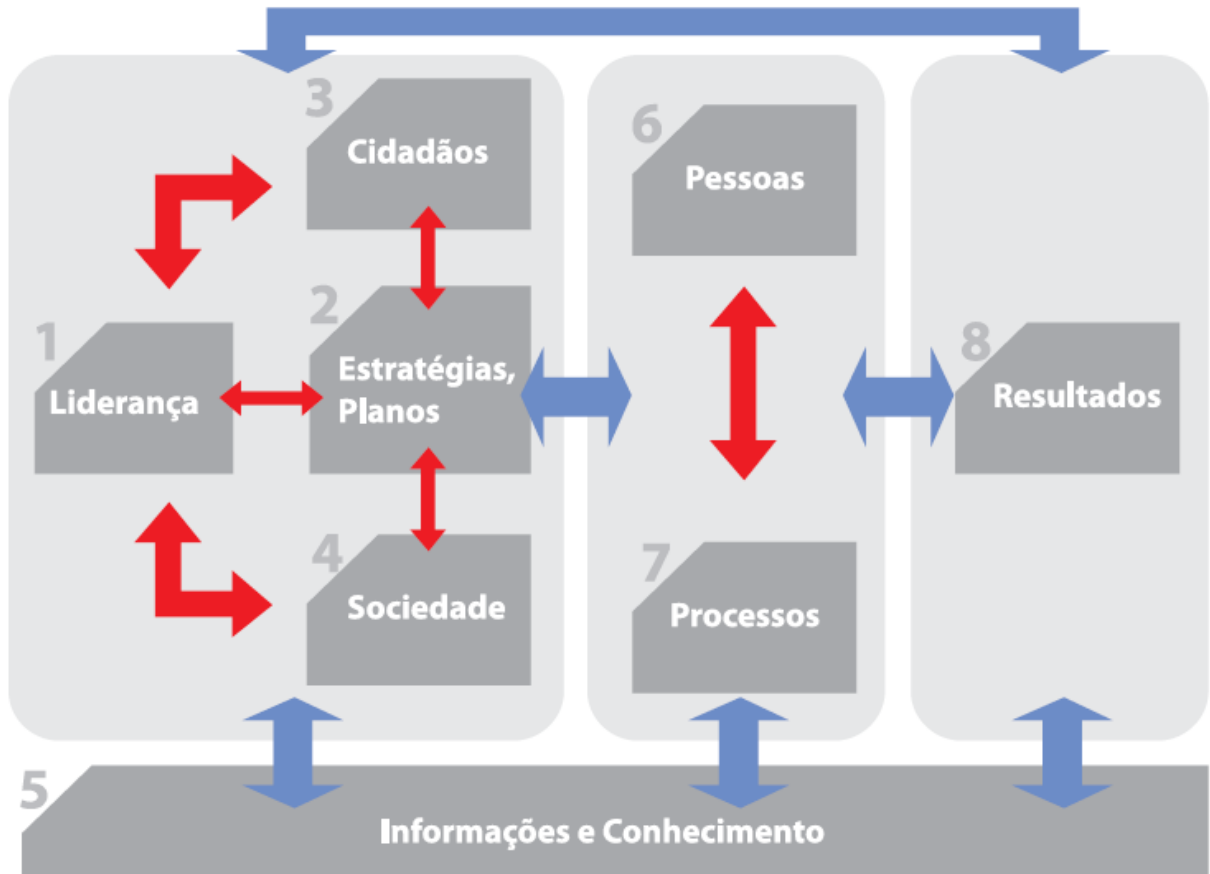 3
Cidadãos
6
Pessoas
1
Liderança
2
Estratégias,
Planos
8
Resultados
4
Sociedade
7
Processos
5
Informações e Conhecimento